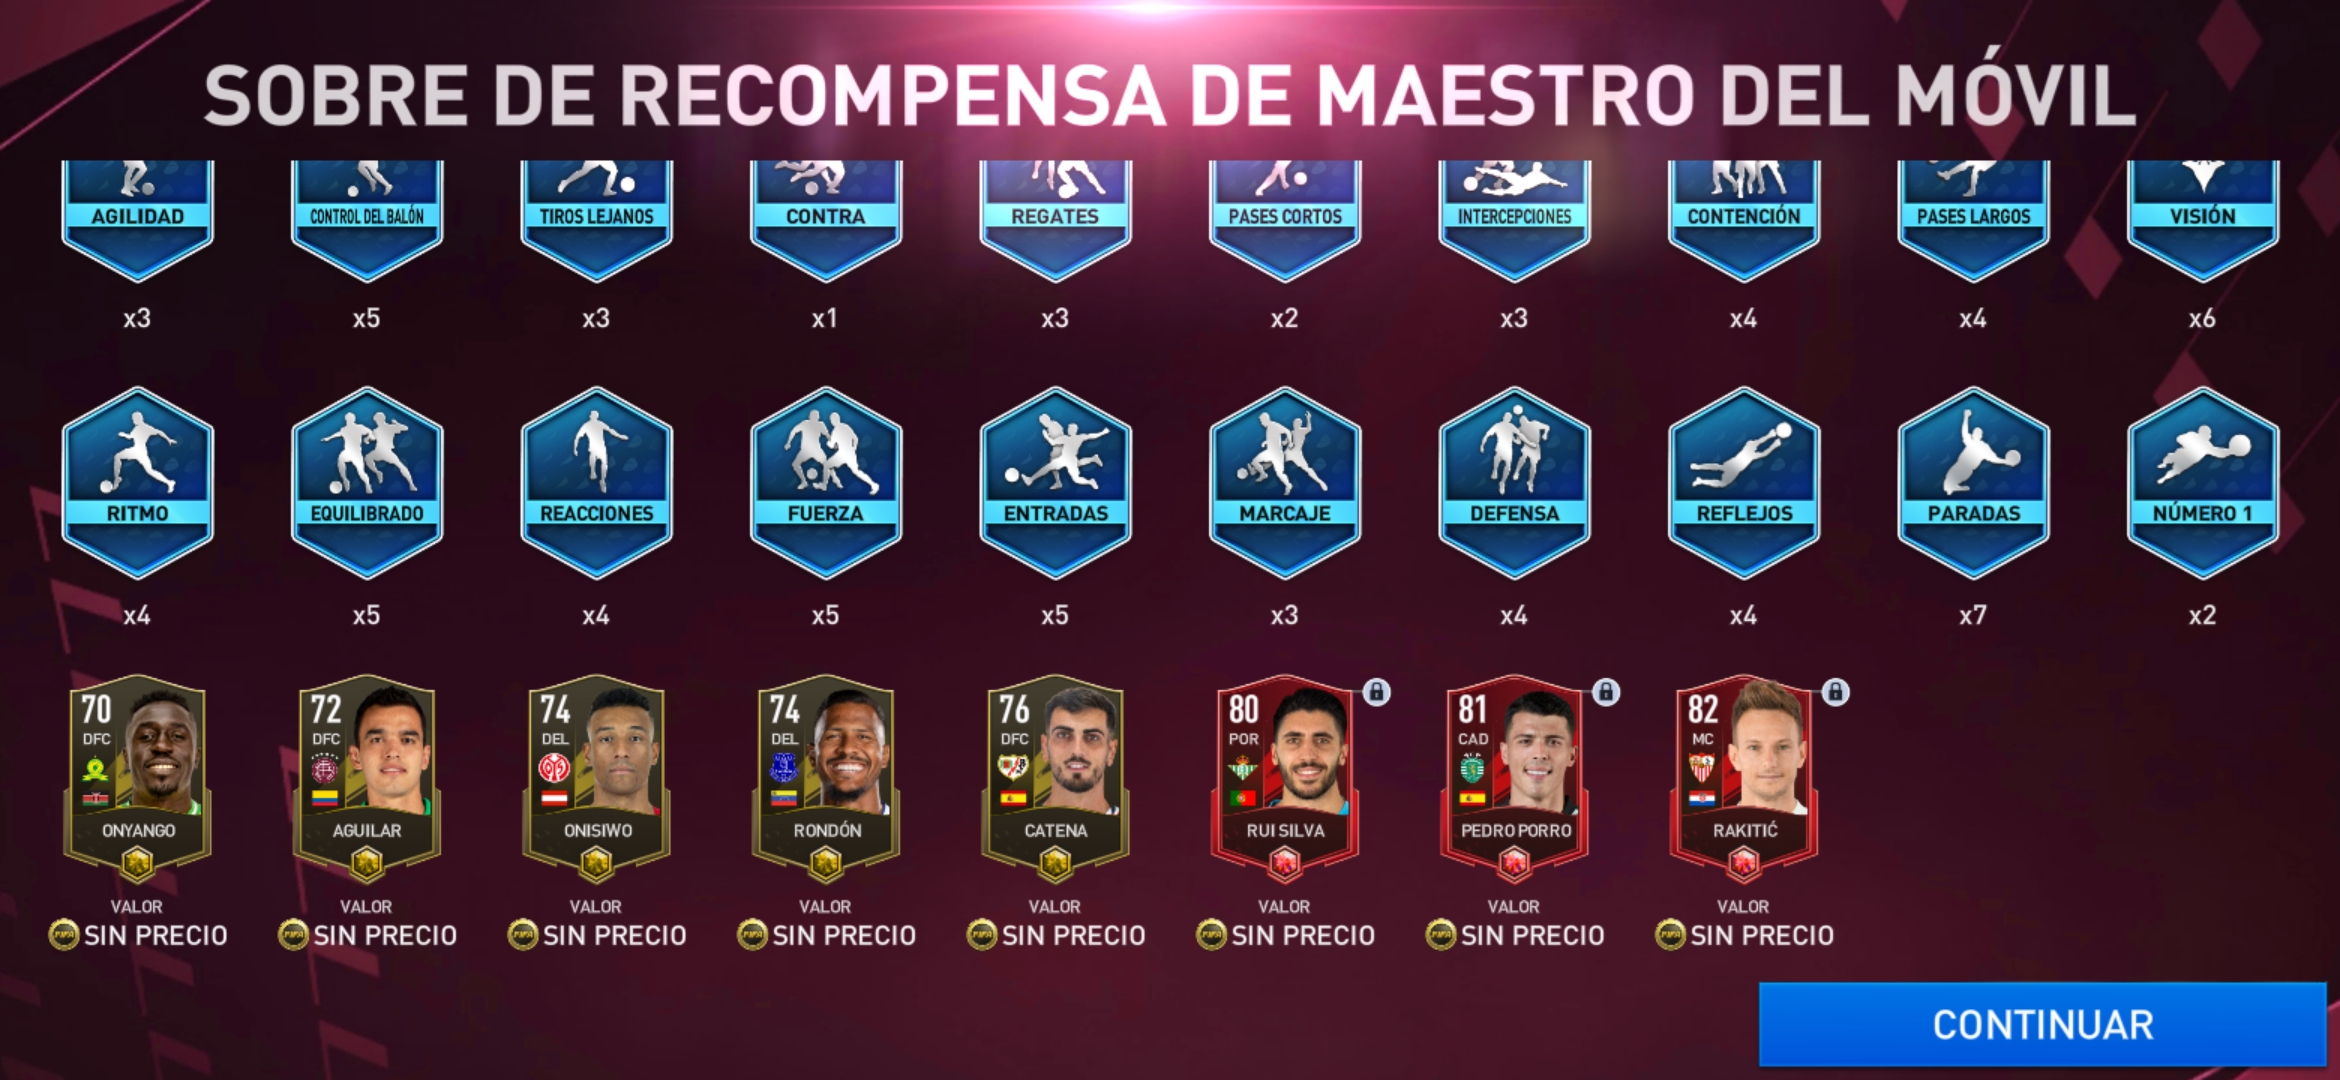 SOBRE DE RECOMPENSA DE MAESTRO DEL MÓVIL
AGILIDAD CONTROL DEL BALÓN TIROS LEJANOS CONTRA REGATES PASES CORTOS INTERCEPCIONES CONTENCIÓN PASES LARGOS VISIÓN
x3 x5 x3 x1 x3 x2 x3 x4 x4 x6
RITMO EQUILIBRADO REACCIONES FUERZA ENTRADAS MARCAJE DEFENSA REFLEJOS PARADAS NÚMERO 1
x4 x5 x4 x5 x5 x3 x4 x4 x7 x2
70 72 74 74 76 80 81 82
DFC DFC DEL DEL DFC POR CAD MC
ONYANGO AGUILAR ONISIWO RONDÓN CATENA RUI SILVA PEDRO PORRO RAKITIĆ
VALOR VALOR VALOR VALOR VALOR VALOR VALOR VALOR
SIN PRECIO SIN PRECIO SIN PRECIO SIN PRECIO SIN PRECIO SIN PRECIO SIN PRECIO SIN PRECIO
CONTINUAR